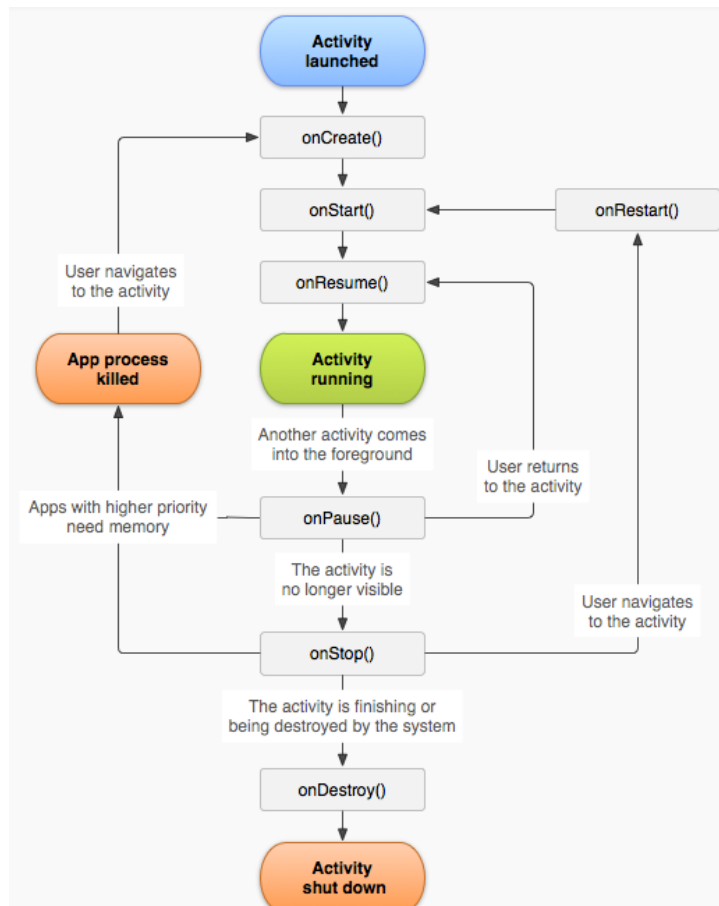 Activity
launched
onCreate()
onStart()
onRestart()
User navigates
to the activity
onResume()
App process
killed
Activity
running
Another activity comes
into the foreground
User returns
to the activity
Apps with higher priority
need memory
onPause()
The activity is
no longer visible
User navigates
to the activity
onStop()
The activity is finishing or
being destroyed by the system
onDestroy()
Activity
shut down